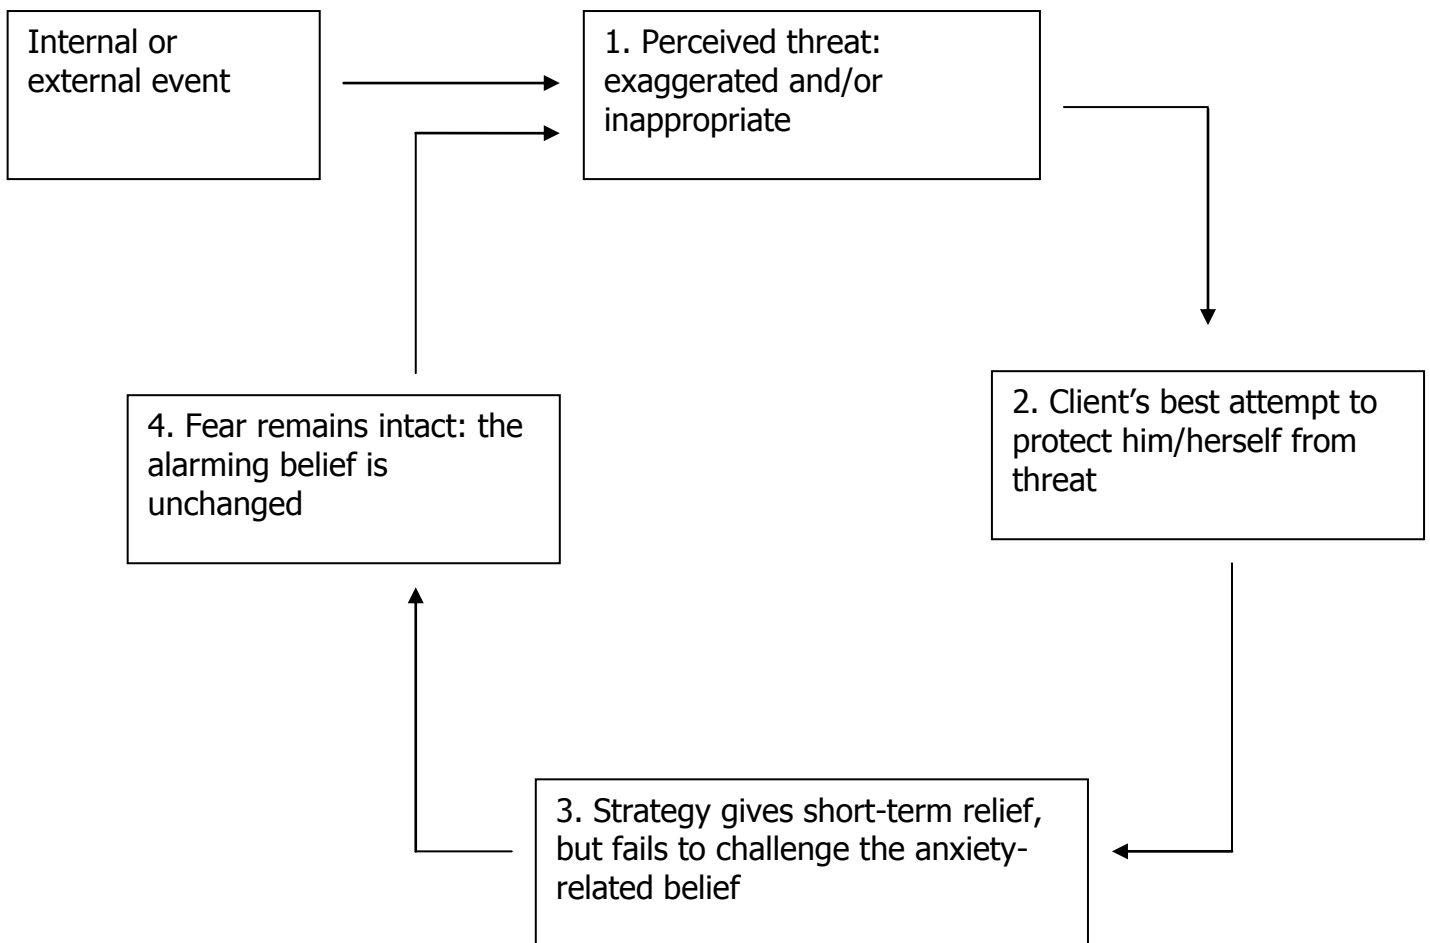 Internal or
external event
1. Perceived threat:
exaggerated and/or
inappropriate
2. Client’s best attempt to
protect him/herself from
threat
3. Strategy gives short-term relief,
but fails to challenge the anxiety-
related belief
4. Fear remains intact: the
alarming belief is
unchanged